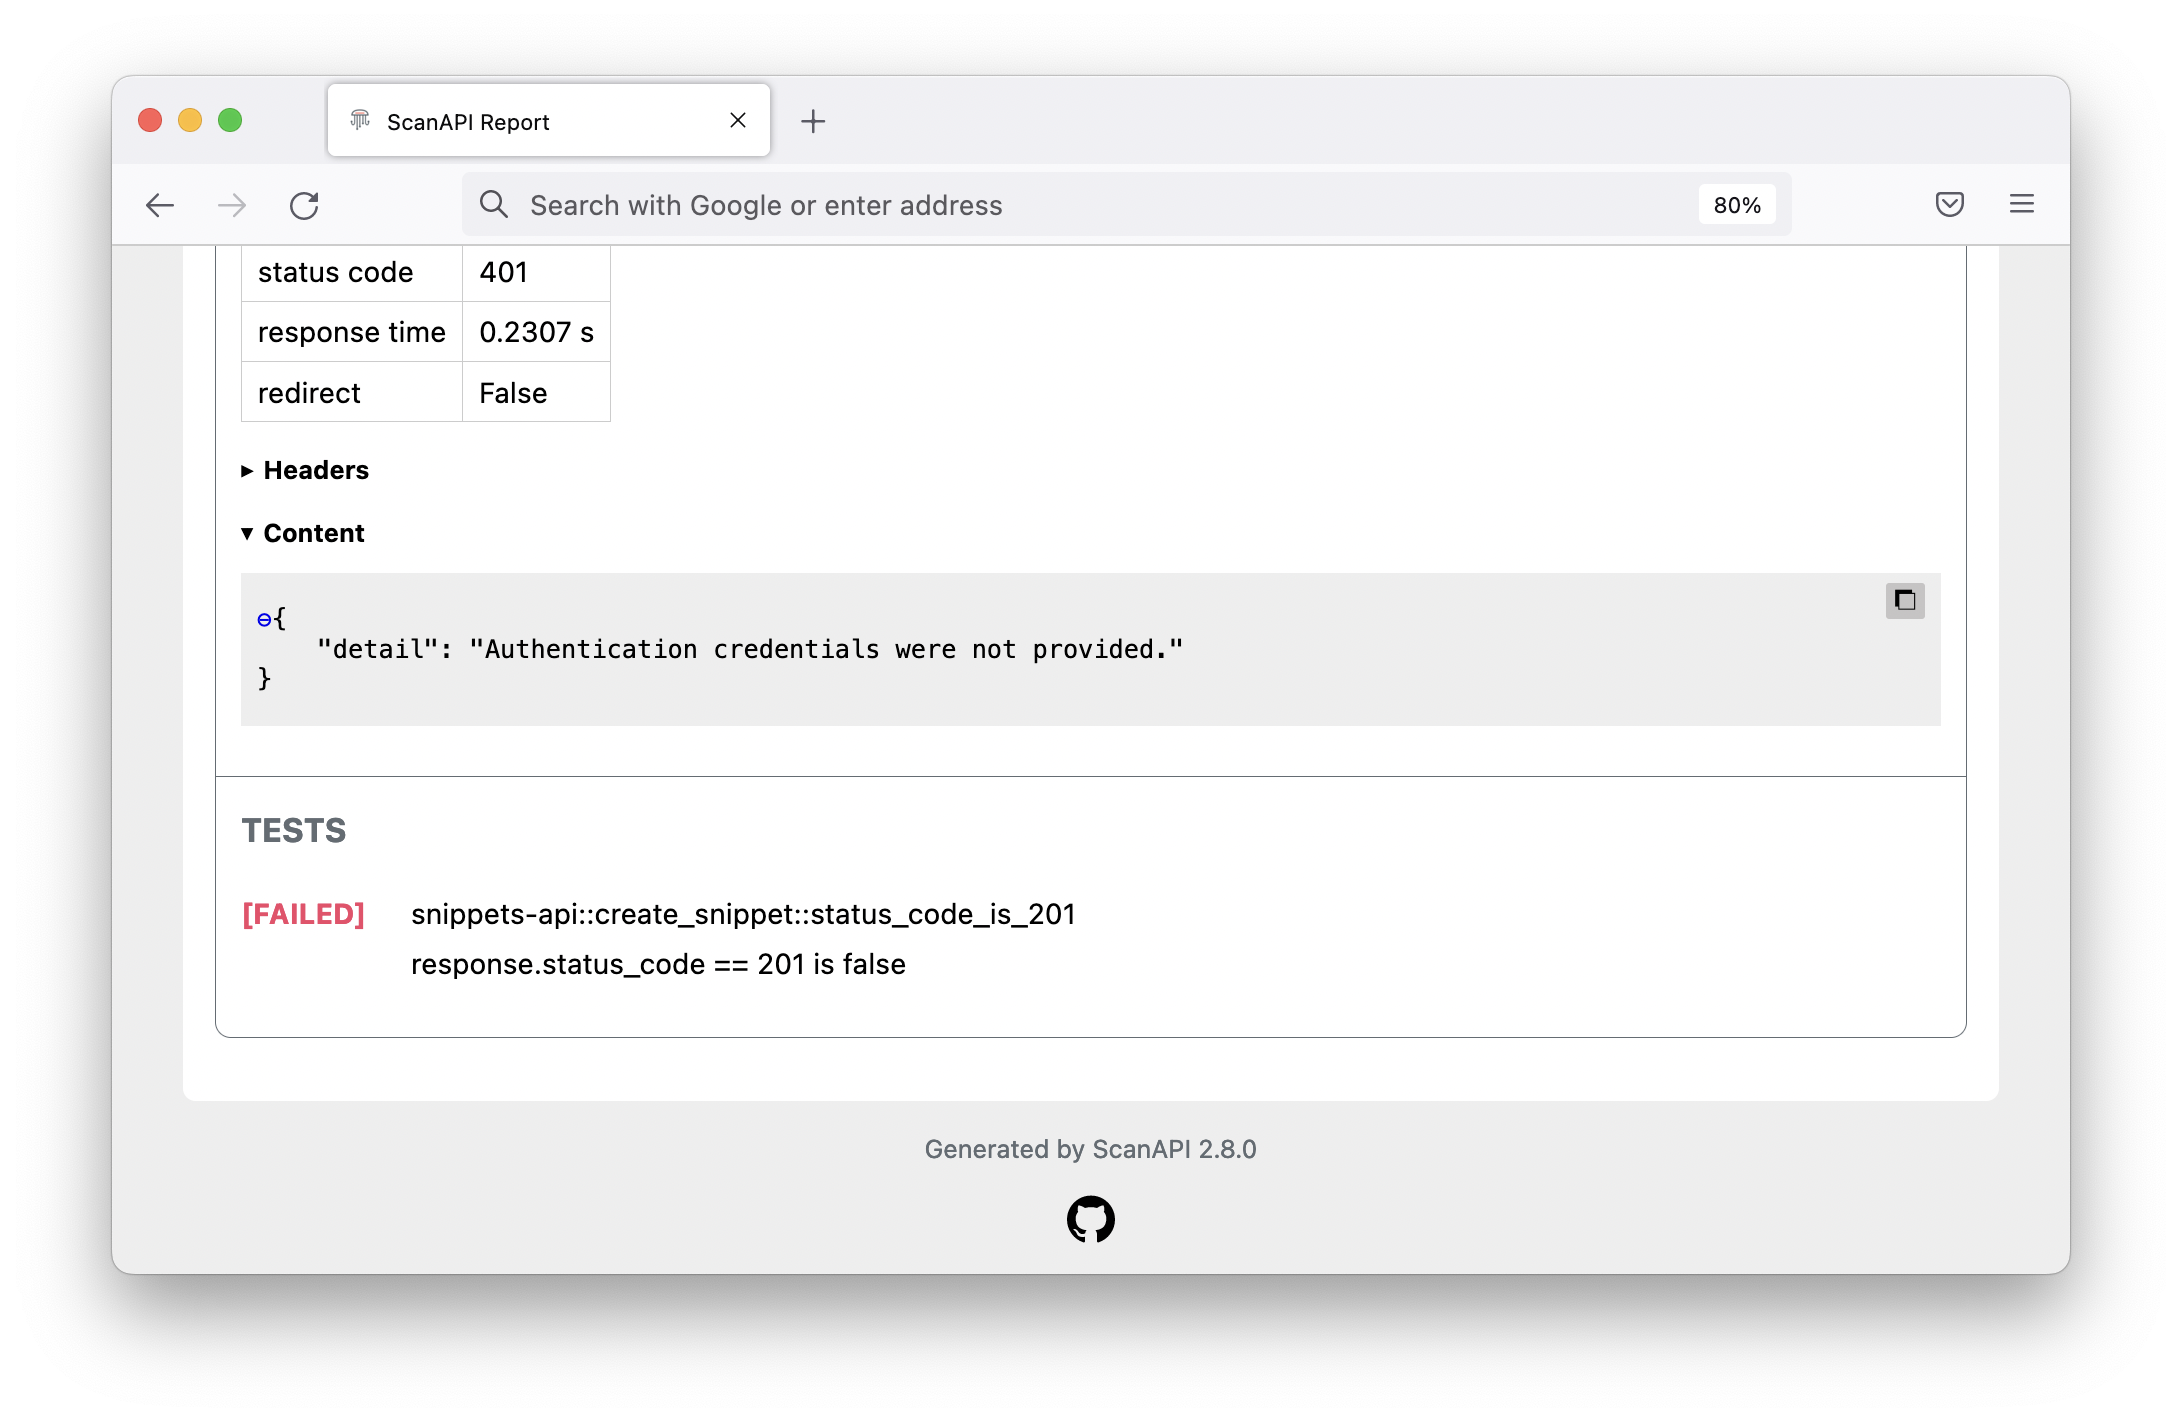 ScanAPI Report
Search with Google or enter address
80%
status code 401
response time 0.2307 s
redirect False
Headers
Content
{
"detail": "Authentication credentials were not provided."
}
TESTS
[FAILED] snippets-api::create_snippet::status_code_is_201
response.status_code == 201 is false
Generated by ScanAPI 2.8.0